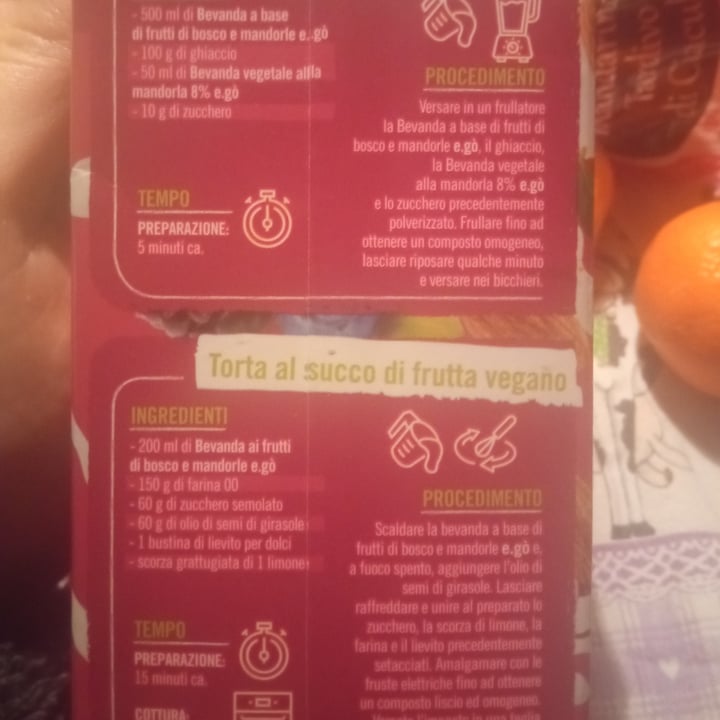 - 500 ml di Bevanda a base
di frutti di bosco e mandorle e.gò
- 100 g di ghiaccio
- 50 ml di Bevanda vegetale alla
mandorla 8% e.gò
- 10 g di zucchero
TEMPO
PREPARAZIONE:
5 minuti ca.
PROCEDIMENTO
Versare in un frullatore
la Bevanda a base di frutti di
bosco e mandorle e.gò, il ghiaccio,
la Bevanda vegetale
alla mandorla 8% e.gò
e lo zucchero precedentemente
polverizzato. Frullare fino ad
ottenere un composto omogeneo,
lasciare riposare qualche minuto
e versare nei bicchieri.
Torta al succo di frutta vegano
INGREDIENTI
- 200 ml di Bevanda ai frutti
di bosco e mandorle e.gò
- 150 g di farina 00
- 60 g di zucchero semolato
- 60 g di olio di semi di girasole
- 1 bustina di lievito per dolci
- scorza grattugiata di 1 limone
TEMPO
PREPARAZIONE:
15 minuti ca.
COTTURA:
PROCEDIMENTO
Scaldare la bevanda a base di
frutti di bosco e mandorle e.gò e,
a fuoco spento, aggiungere l'olio di
semi di girasole. Lasciare
raffreddare e unire al preparato lo
zucchero, la scorza di limone, la
farina e il lievito precedentemente
setacciati. Amalgamare con le
fruste elettriche fino ad ottenere
un composto liscio ed omogeneo.
Tardivo
di Ciaculli